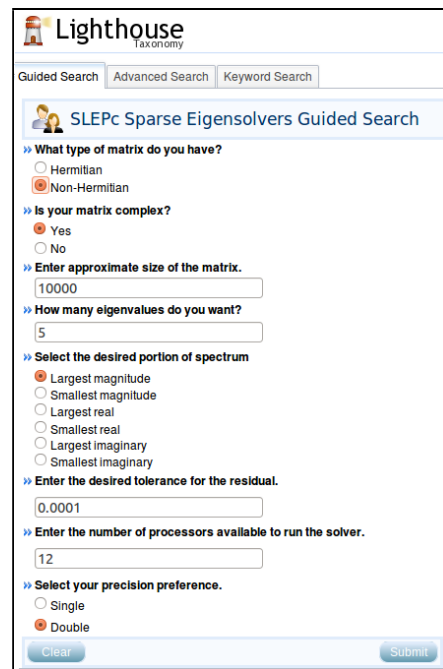 Lighthouse
Taxonomy
Guided Search Advanced Search Keyword Search
SLEPc Sparse Eigensolvers Guided Search
» What type of matrix do you have?
Hermitian
Non-Hermitian
» Is your matrix complex?
Yes
No
» Enter approximate size of the matrix.
10000
» How many eigenvalues do you want?
5
» Select the desired portion of spectrum
Largest magnitude
Smallest magnitude
Largest real
Smallest real
Largest imaginary
Smallest imaginary
» Enter the desired tolerance for the residual.
0.0001
» Enter the number of processors available to run the solver.
12
» Select your precision preference.
Single
Double
Clear Submit